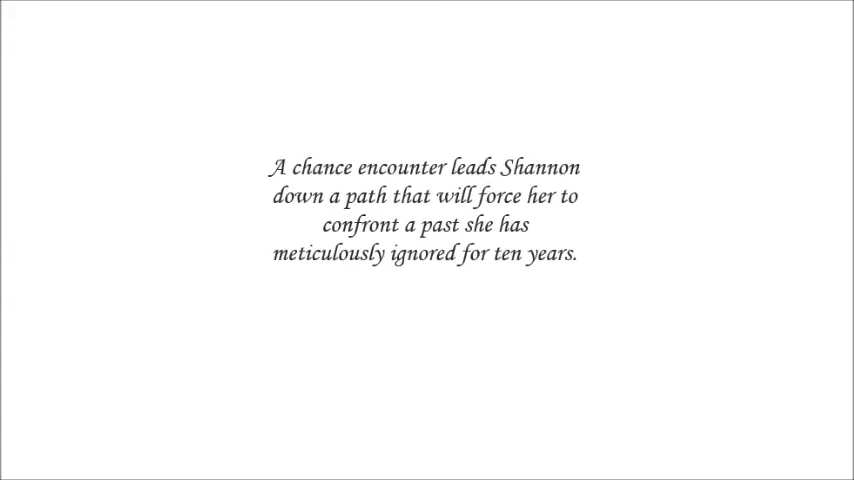 A chance encounter leads Shannon
down a path that will force her to
confront a past she has
meticulously ignored for ten years.